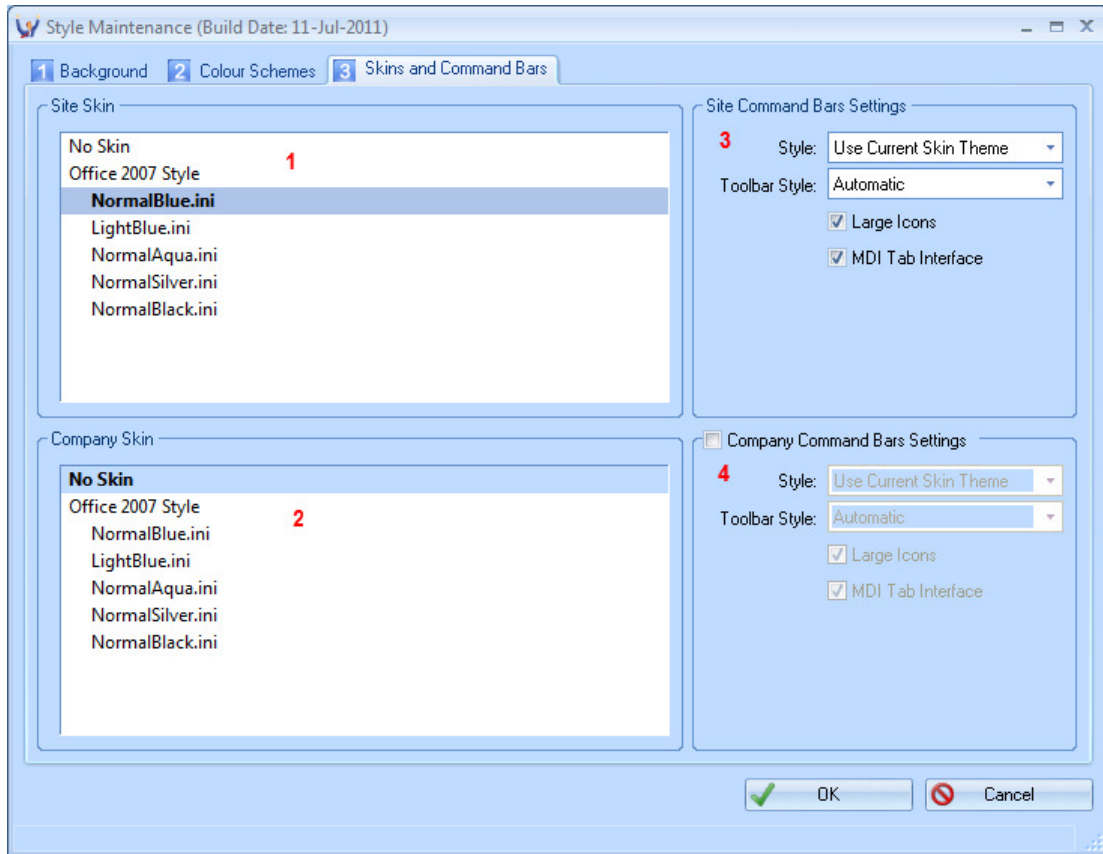 Style Maintenance (Build Date: 11-Jul-2011)
1 Background 2 Colour Schemes 3 Skins and Command Bars
Site Skin
No Skin
Office 2007 Style
1
NormalBlue.ini
LightBlue.ini
NormalAqua.ini
NormalSilver.ini
NormalBlack.ini
Site Command Bars Settings
3
Style: Use Current Skin Theme
Toolbar Style: Automatic
Large Icons
MDI Tab Interface
Company Skin
No Skin
Office 2007 Style
2
NormalBlue.ini
LightBlue.ini
NormalAqua.ini
NormalSilver.ini
NormalBlack.ini
Company Command Bars Settings
4
Style: Use Current Skin Theme
Toolbar Style: Automatic
Large Icons
MDI Tab Interface
OK Cancel